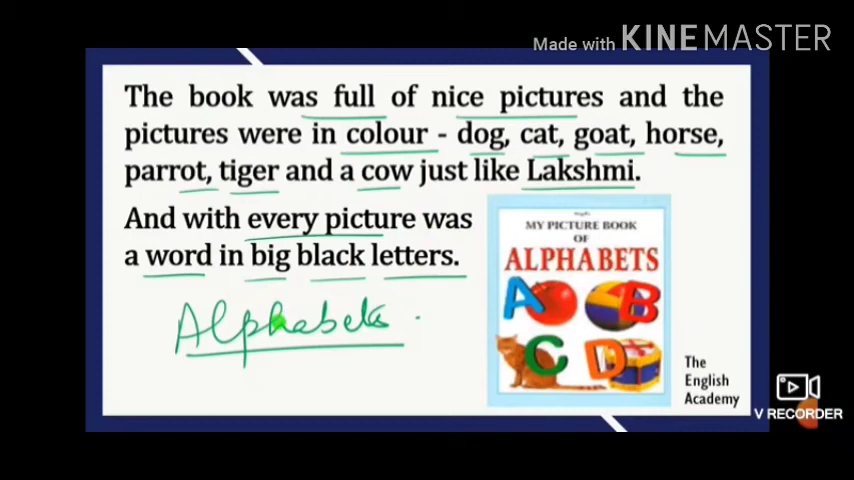 Made with KINEMASTER
The book was full of nice pictures and the
pictures were in colour - dog, cat, goat, horse,
parrot, tiger and a cow just like Lakshmi.
And with every picture was
a word in big black letters.
Alphabets.
MY PICTURE BOOK
OF
ALPHABETS
A B
C D
The
English
Academy
V RECORDER